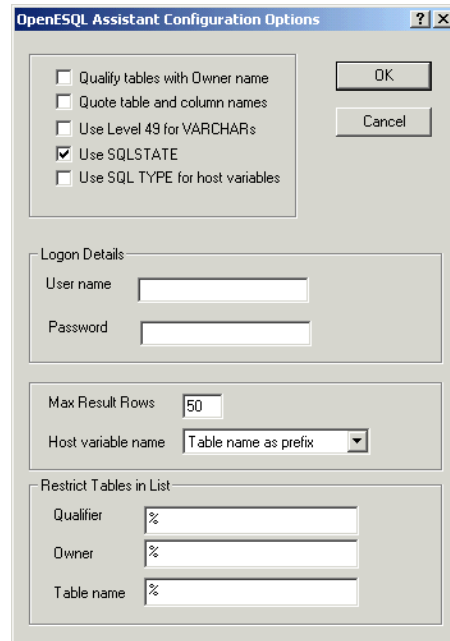 OpenESQL Assistant Configuration Options
Qualify tables with Owner name
Quote table and column names
Use Level 49 for VARCHARs
Use SQLSTATE
Use SQL TYPE for host variables
OK
Cancel
Logon Details
User name
Password
Max Result Rows 50
Host variable name Table name as prefix
Restrict Tables in List
Qualifier %
Owner %
Table name %